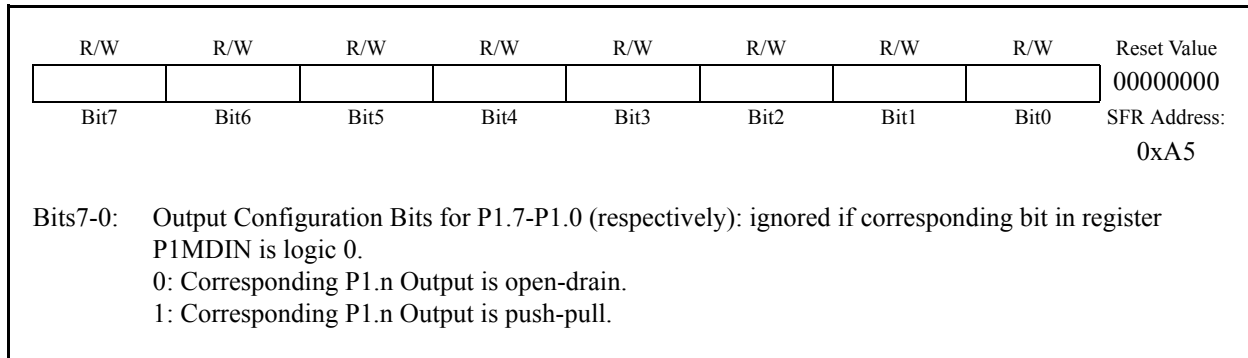 R/W R/W R/W R/W R/W R/W R/W R/W Reset Value
00000000
Bit7 Bit6 Bit5 Bit4 Bit3 Bit2 Bit1 Bit0 SFR Address:
0xA5
Bits7-0: Output Configuration Bits for P1.7-P1.0 (respectively): ignored if corresponding bit in register
P1MDIN is logic 0.
0: Corresponding P1.n Output is open-drain.
1: Corresponding P1.n Output is push-pull.